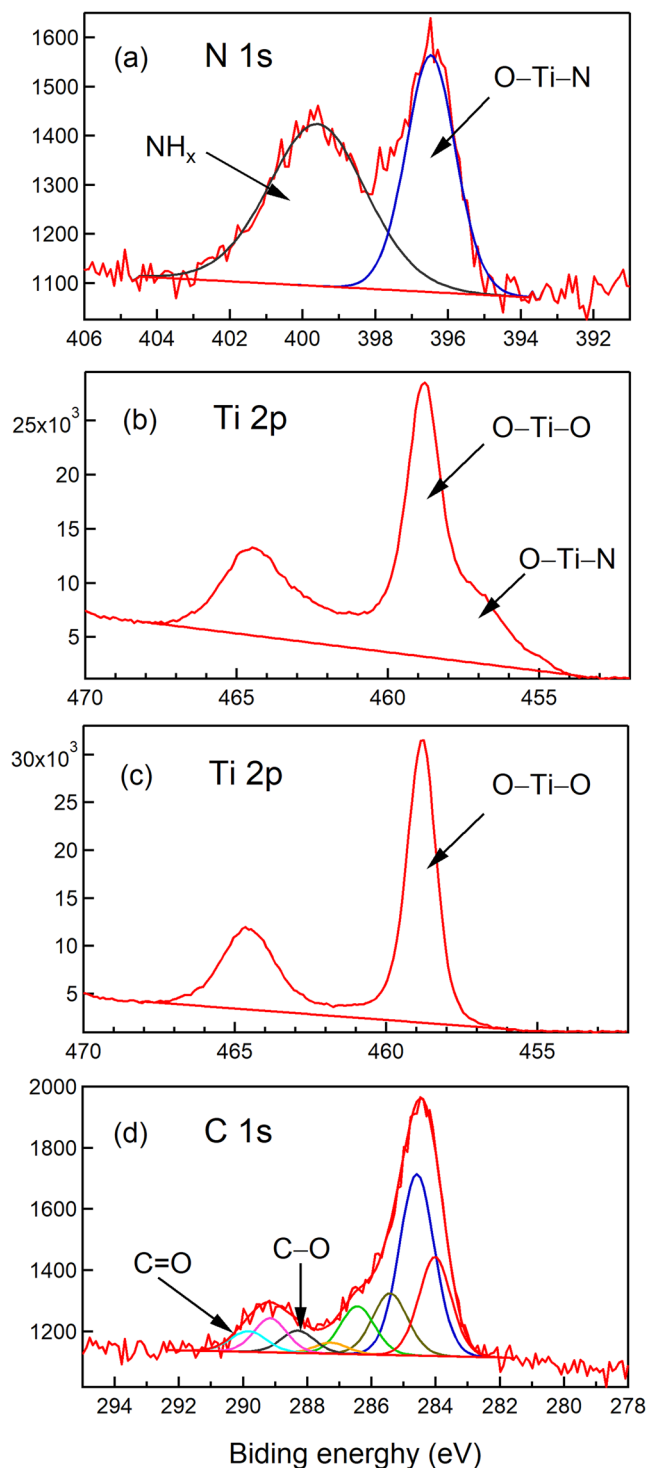 (a) N 1s
O–Ti–N
NHx
1600
1500
1400
1300
1200
1100
406 404 402 400 398 396 394 392
(b) Ti 2p
O–Ti–O
O–Ti–N
25x10³
20
15
10
5
470 465 460 455
(c) Ti 2p
O–Ti–O
30x10³
25
20
15
10
5
470 465 460 455
(d) C 1s
C=O
C–O
2000
1800
1600
1400
1200
294 292 290 288 286 284 282 280 278
Biding energhy (eV)